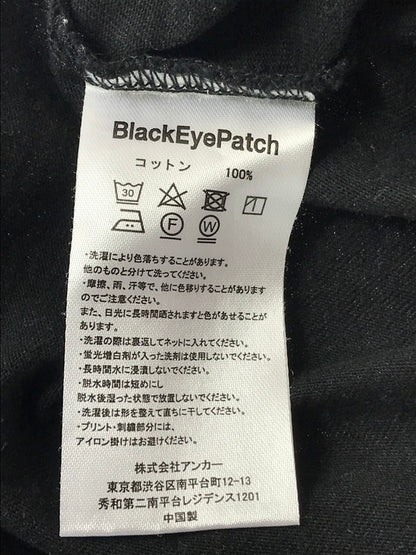 BlackEyePatch
コットン 100%
30
F W
・洗濯により色落ちすることがあります。
他のものと分けて洗ってください。
・摩擦、雨、汗等で、他に色移りすることがあります
のでご注意ください。
また、日光に長時間晒されますと色があせることが
あります。
・洗濯の際は裏返してネットに入れてください。
・蛍光増白剤が入った洗剤は使用しないでください。
・長時間水に浸漬しないでください。
・脱水時間は短めにし
脱水後湿った状態で放置しないでください。
・洗濯後は形を整えて直ちに干してください。
・プリント・刺繍部分には、
アイロン掛けはお避けください。
株式会社アンカー
東京都渋谷区南平台町12-13
秀和第二南平台レジデンス1201
中国製